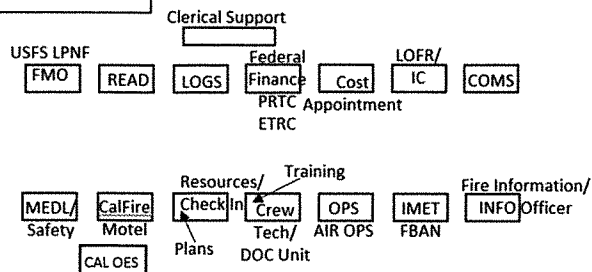 Clerical Support
USFS LPNF
FMO
READ
LOGS
Federal
Finance
PRTC
ETRC
Cost
Appointment
LOFR/
IC
COMS
MEDL/
Safety
CalFire
Motel
CAL OES
Resources/
Check In
Plans
Training
Crew
Tech/
DOC Unit
OPS
AIR OPS
IMET
FBAN
Fire Information/
INFO Officer